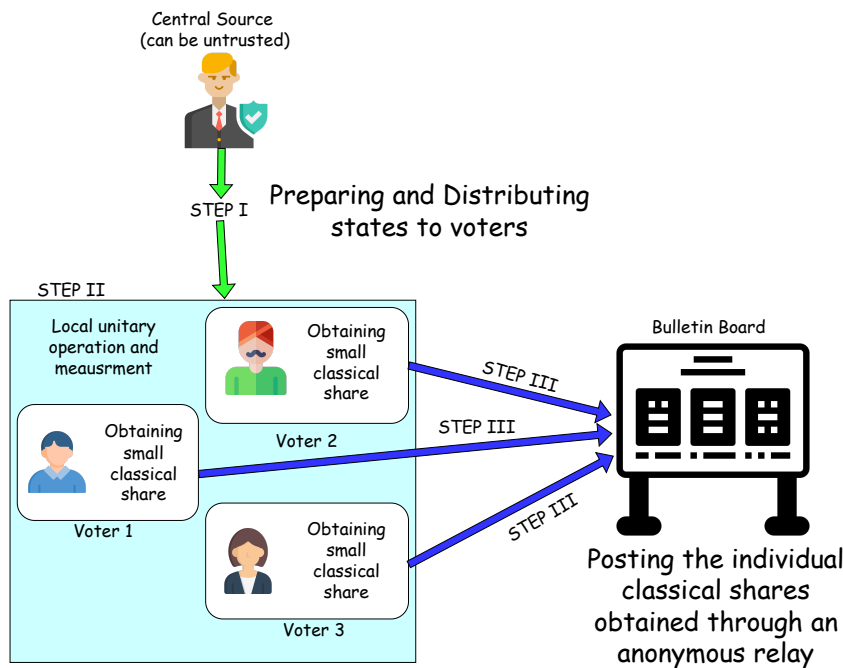 Central Source
(can be untrusted)
STEP I
Preparing and Distributing
states to voters
STEP II
Local unitary
operation and
meausrment
Obtaining
small
classical
share
Voter 2
Obtaining
small
classical
share
Voter 1
Obtaining
small
classical
share
Voter 3
STEP III
STEP III
STEP III
Bulletin Board
Posting the individual
classical shares
obtained through an
anonymous relay